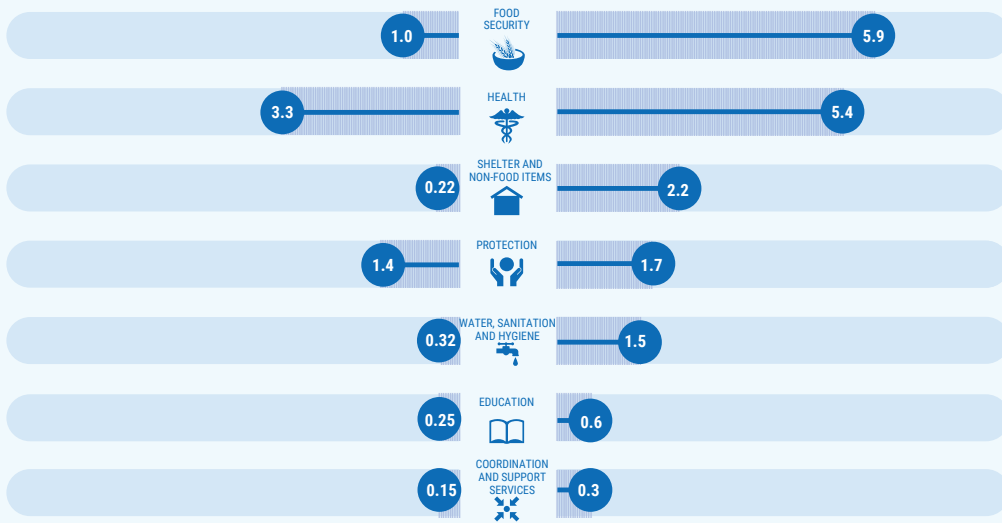 FOOD
SECURITY
1.0
5.9
HEALTH
3.3
5.4
SHELTER AND
NON-FOOD ITEMS
0.22
2.2
PROTECTION
1.4
1.7
WATER, SANITATION
AND HYGIENE
0.32
1.5
EDUCATION
0.25
0.6
COORDINATION
AND SUPPORT
SERVICES
0.15
0.3